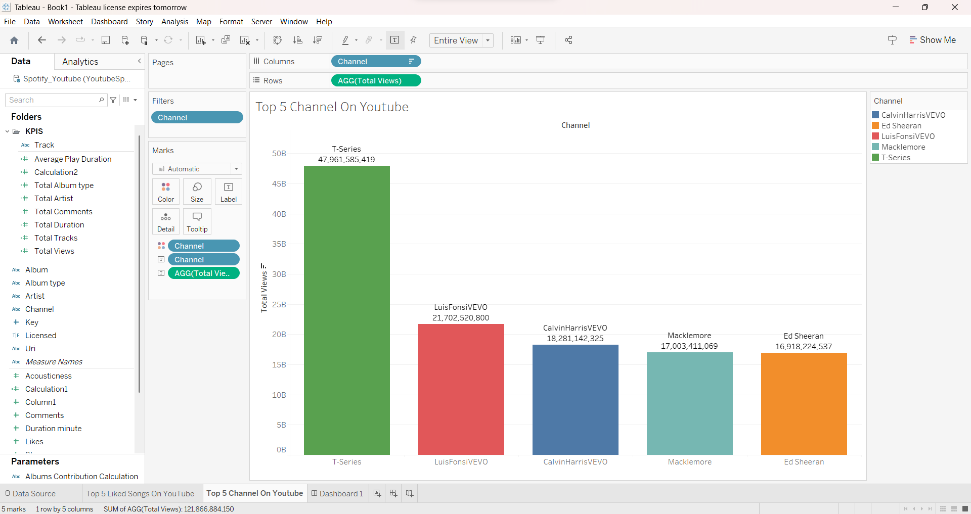 Tableau - Book1 - Tableau license expires tomorrow
File Data Worksheet Dashboard Story Analysis Map Format Server Window Help
Entire View
Show Me
Data Analytics
Spotify_Youtube (YoutubeSp...
Search
Folders
KPIS
Abc Track
Average Play Duration
Calculation2
Total Album type
Total Artist
Total Comments
Total Duration
Total Tracks
Total Views
Abc Album
Abc Album type
Abc Artist
Abc Channel
Key
Licensed
Abc Uri
Abc Measure Names
Acousticness
Calculation1
Column1
Comments
Duration minute
Likes
Parameters
Abc Albums Contribution Calculation
Pages
Filters
Channel
Marks
Automatic
Color Size Label
Detail Tooltip
Channel
Channel
AGG(Total Vie..
Columns Channel
Rows AGG(Total Views)
Top 5 Channel On Youtube
Channel
Total Views
50B
45B
40B
35B
30B
25B
20B
15B
10B
5B
0B
T-Series
47,961,585,419
LuisFonsiVEVO
21,702,520,800
CalvinHarrisVEVO
18,281,142,325
Macklemore
17,003,411,069
Ed Sheeran
16,918,224,537
T-Series LuisFonsiVEVO CalvinHarrisVEVO Macklemore Ed Sheeran
Channel
CalvinHarrisVEVO
Ed Sheeran
LuisFonsiVEVO
Macklemore
T-Series
Data Source Top 5 Liked Songs On YouTube Top 5 Channel On Youtube Dashboard 1
5 marks 1 row by 5 columns SUM of AGG(Total Views): 121,866,884,150